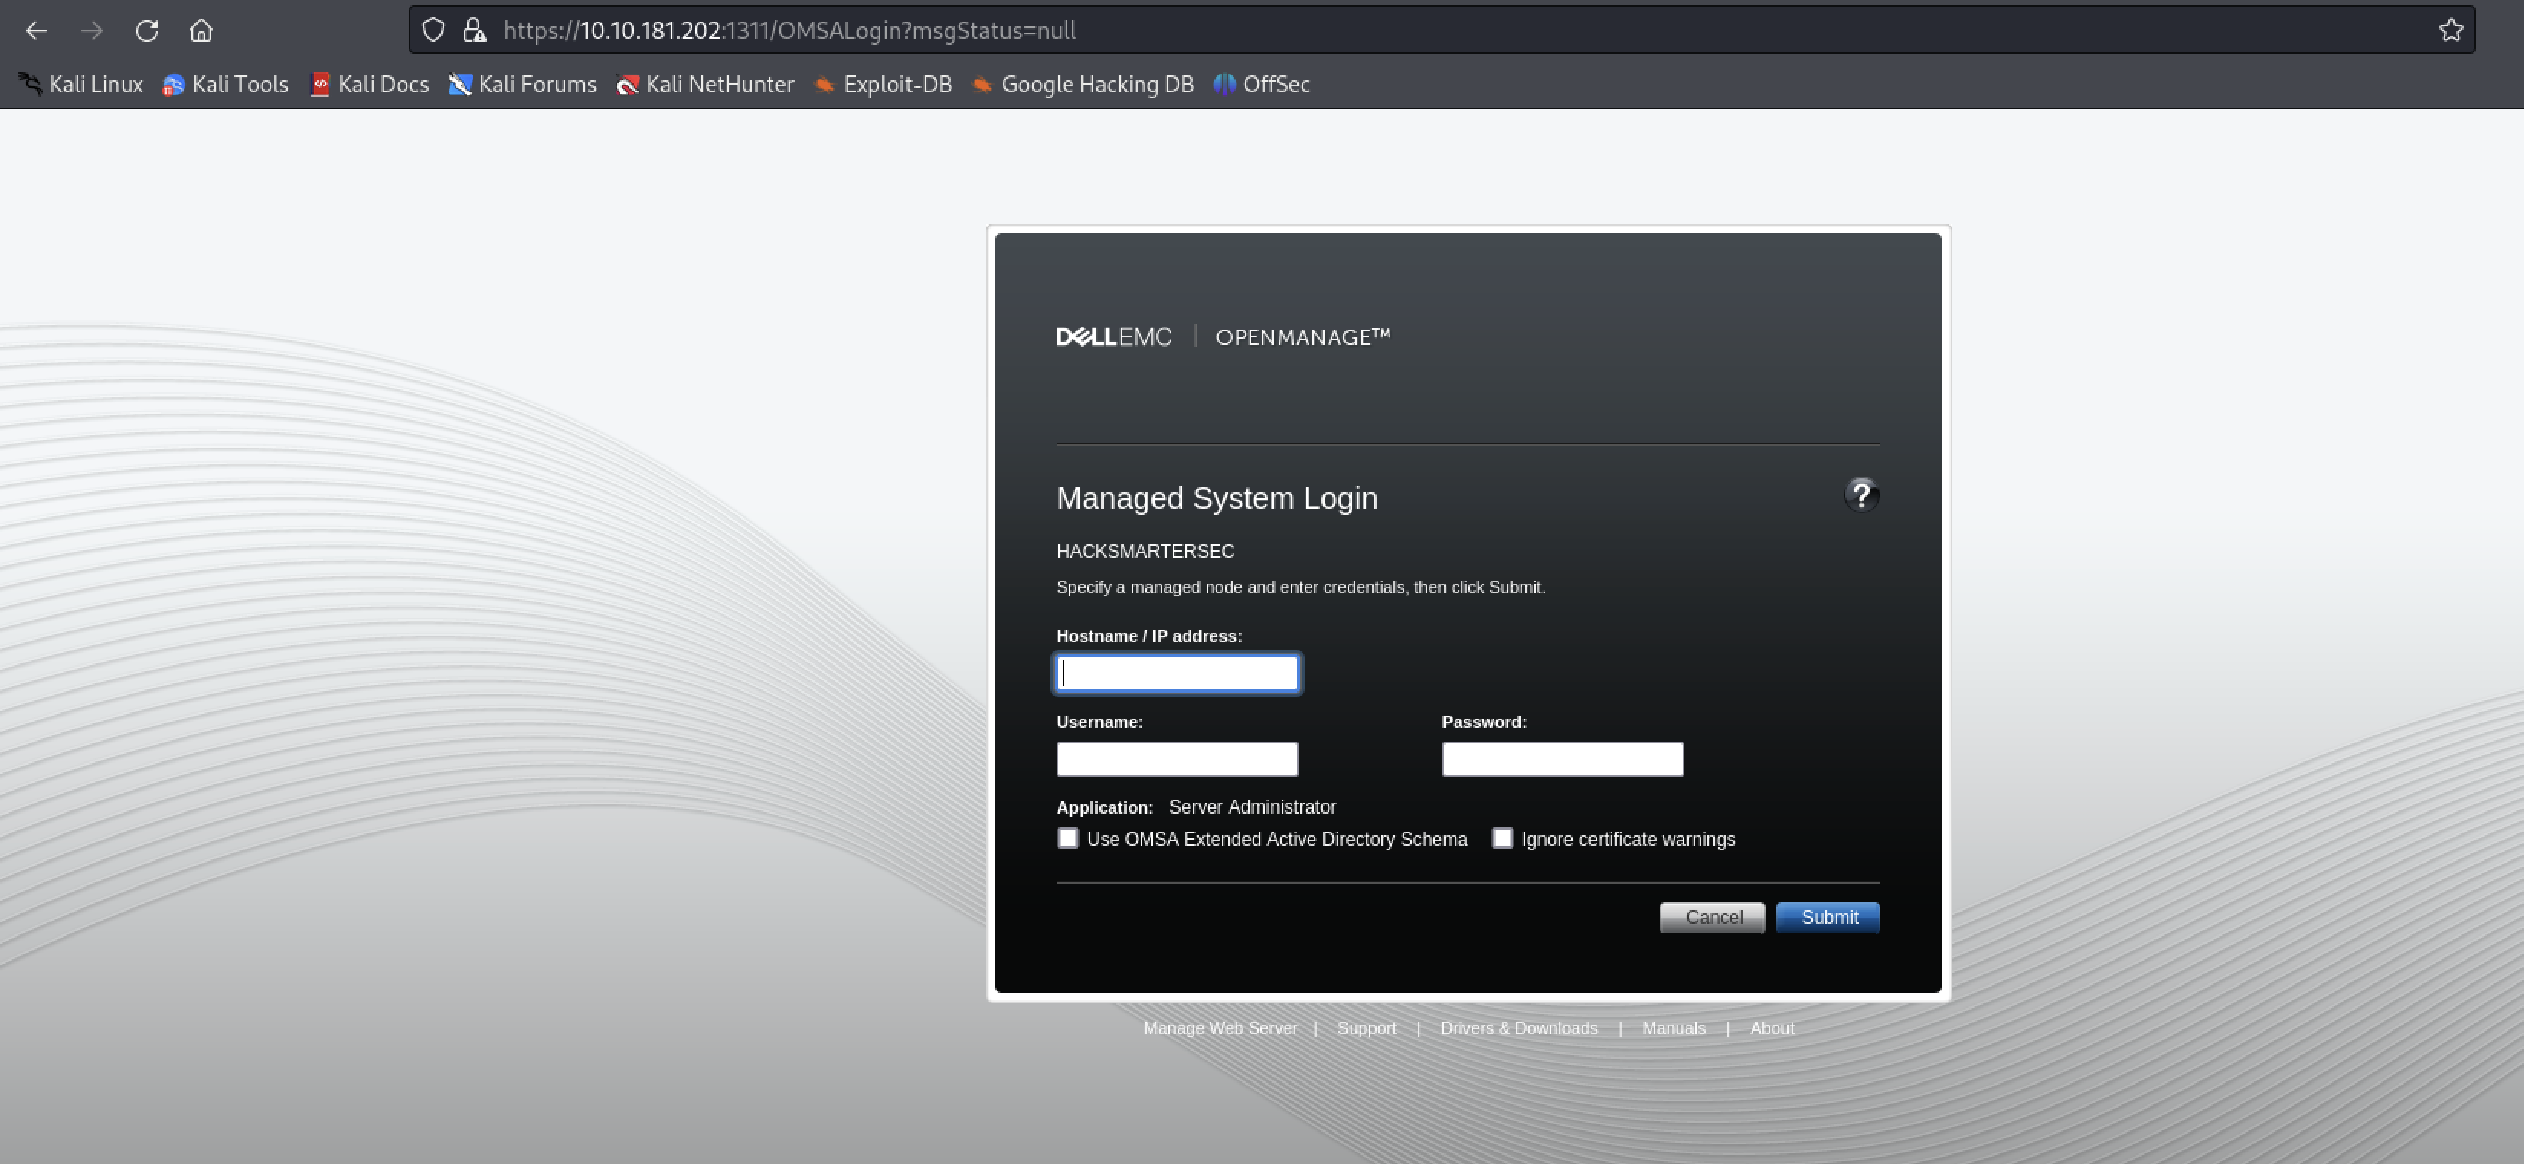 https://10.10.181.202:1311/OMSALogin?msgStatus=null
Kali Linux Kali Tools Kali Docs Kali Forums Kali NetHunter Exploit-DB Google Hacking DB OffSec
DELLEMC | OPENMANAGE™
Managed System Login ?
HACKSMARTERSEC
Specify a managed node and enter credentials, then click Submit.
Hostname / IP address:
Username: Password:
Application: Server Administrator
Use OMSA Extended Active Directory Schema Ignore certificate warnings
Cancel Submit
Manage Web Server | Support | Drivers & Downloads | Manuals | About